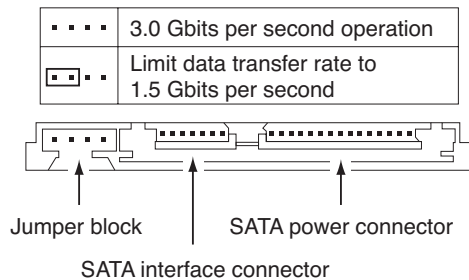 3.0 Gbits per second operation
Limit data transfer rate to
1.5 Gbits per second
Jumper block
SATA power connector
SATA interface connector